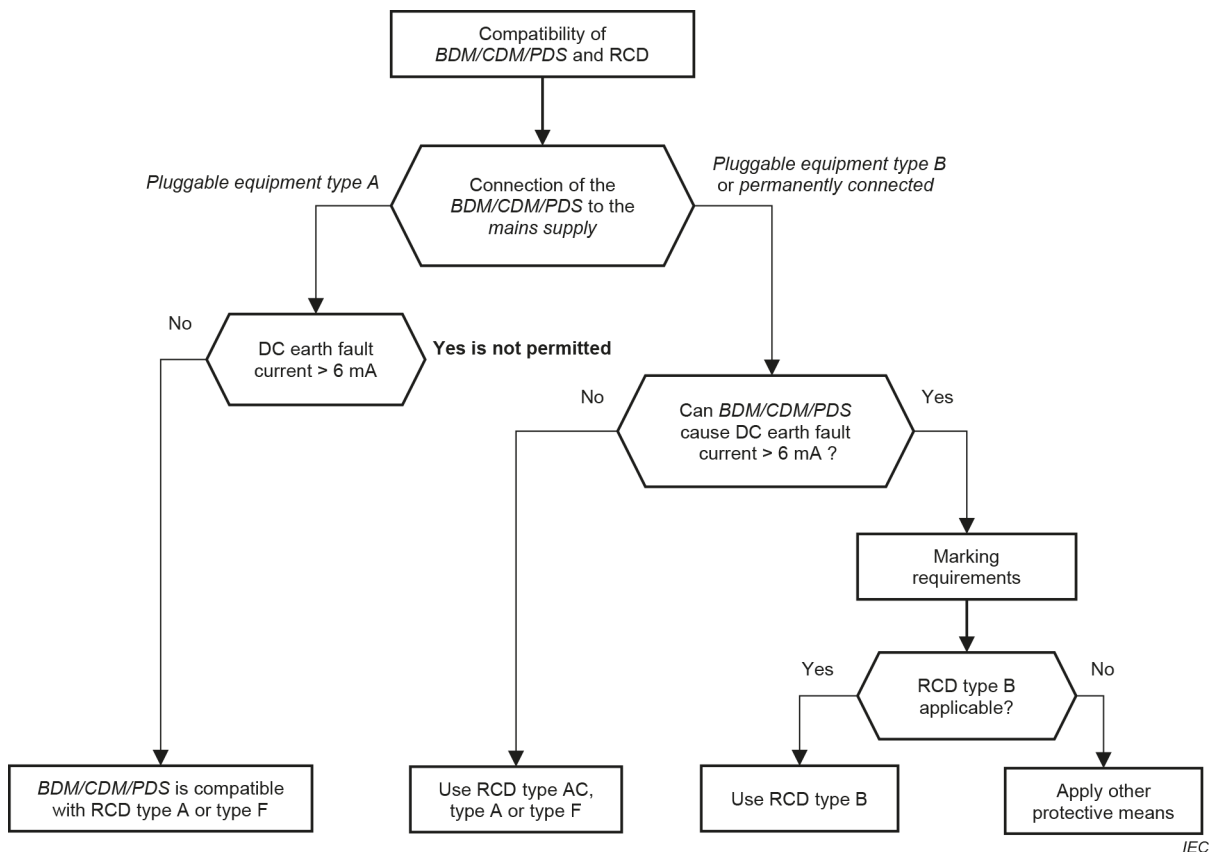 Compatibility of
BDM/CDM/PDS and RCD
Pluggable equipment type A
Connection of the
BDM/CDM/PDS to the
mains supply
Pluggable equipment type B
or permanently connected
No
DC earth fault
current > 6 mA
Yes is not permitted
No
Can BDM/CDM/PDS
cause DC earth fault
current > 6 mA ?
Yes
Marking
requirements
Yes
RCD type B
applicable?
No
BDM/CDM/PDS is compatible
with RCD type A or type F
Use RCD type AC,
type A or type F
Use RCD type B
Apply other
protective means
IEC